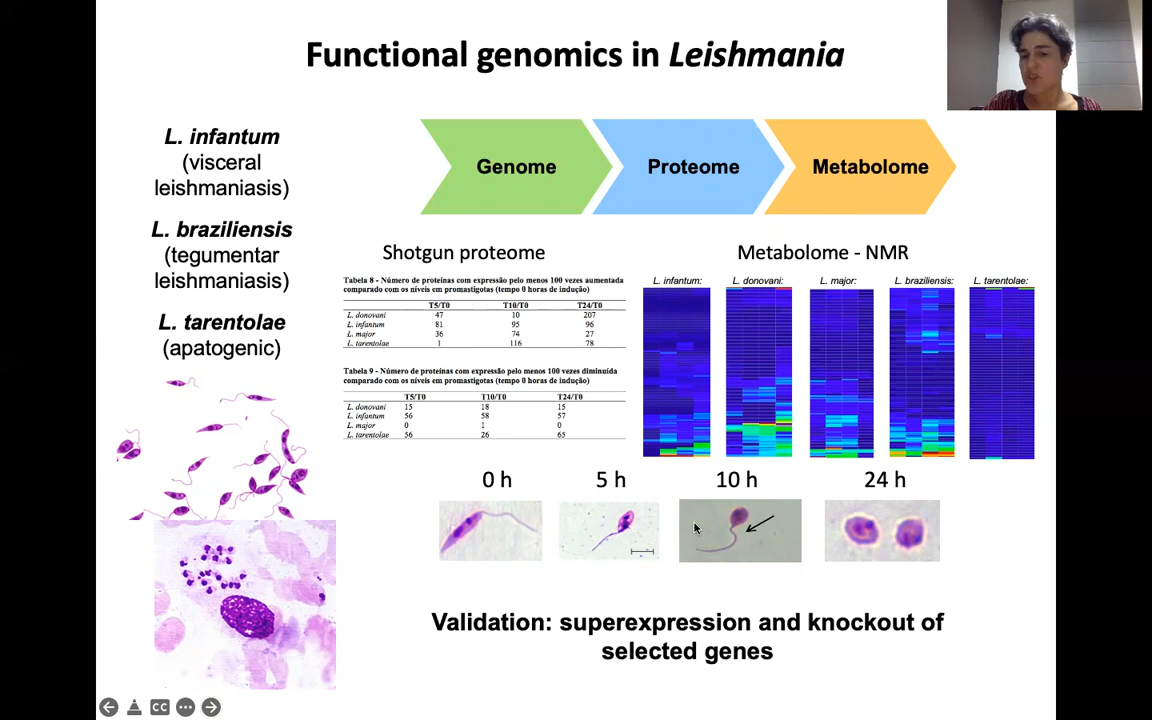 Functional genomics in Leishmania
L. infantum
(visceral
leishmaniasis)
L. braziliensis
(tegumentar
leishmaniasis)
L. tarentolae
(apatogenic)
Genome
Proteome
Metabolome
Shotgun proteome
Tabela 8 - Número de proteínas com expressão pelo menos 100 vezes aumentada
comparado com os níveis em promastigotas (tempo 0 horas de indução)
T5/T0 T10/T0 T24/T0
L. donovani 47 10 207
L. infantum 81 95 96
L. major 36 74 27
L. tarentolae 1 116 78
Tabela 9 - Número de proteínas com expressão pelo menos 100 vezes diminuída
comparado com os níveis em promastigotas (tempo 0 horas de indução)
T5/T0 T10/T0 T24/T0
L. donovani 15 18 15
L. infantum 56 58 57
L. major 0 1 0
L. tarentolae 56 26 65
Metabolome - NMR
L. infantum: L. donovani: L. major: L. braziliensis: L. tarentolae:
0 h 5 h 10 h 24 h
Validation: superexpression and knockout of
selected genes
CC